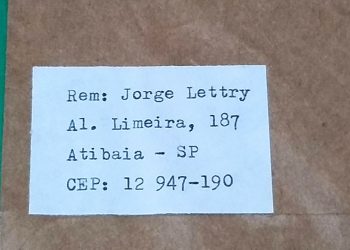 Rem: Jorge Lettry
Al. Limeira, 187
Atibaia - SP
CEP: 12 947-190